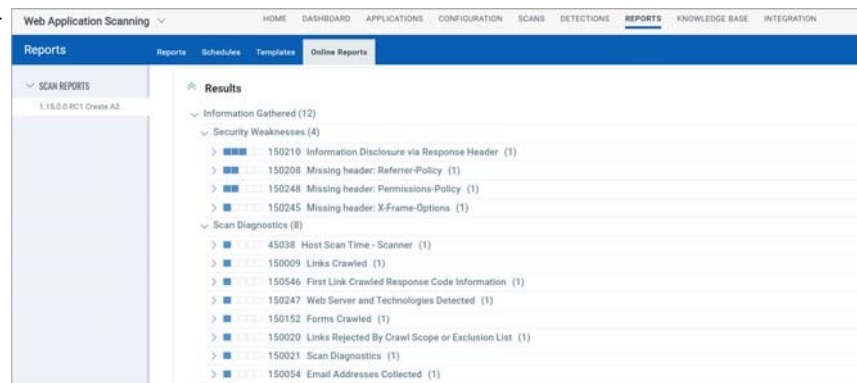 Web Application Scanning
HOME DASHBOARD APPLICATIONS CONFIGURATION SCANS DETECTIONS REPORTS KNOWLEDGE BASE INTEGRATION
Reports
Reports Schedules Templates Online Reports
SCAN REPORTS
1.15.0.0 RC1 Create A2
Results
Information Gathered (12)
Security Weaknesses (4)
150210 Information Disclosure via Response Header (1)
150208 Missing header: Referrer-Policy (1)
150248 Missing header: Permissions-Policy (1)
150245 Missing header: X-Frame-Options (1)
Scan Diagnostics (8)
45038 Host Scan Time - Scanner (1)
150009 Links Crawled (1)
150546 First Link Crawled Response Code Information (1)
150247 Web Server and Technologies Detected (1)
150152 Forms Crawled (1)
150020 Links Rejected By Crawl Scope or Exclusion List (1)
150021 Scan Diagnostics (1)
150054 Email Addresses Collected (1)